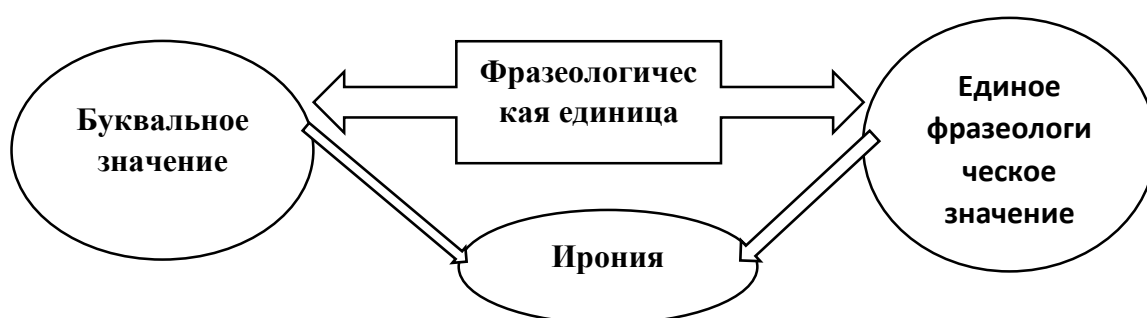 Буквальное
значение
Фразеологичес
кая единица
Единое
фразеологи
ческое
значение
Ирония